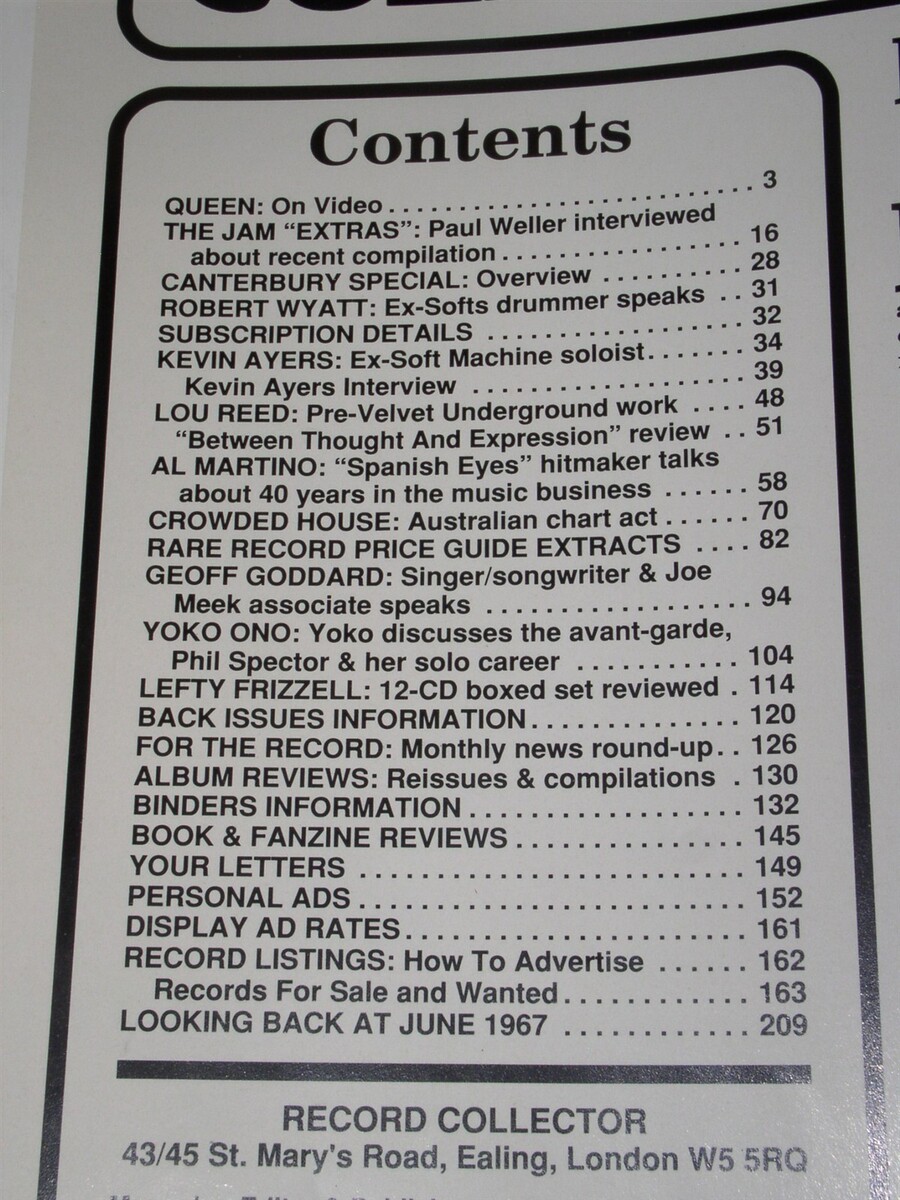 Contents
QUEEN: On Video . . . . . . . . . . . . . . . . . . . . . . . . . . 3
THE JAM “EXTRAS”: Paul Weller interviewed
about recent compilation . . . . . . . . . . . . . . . . . 16
CANTERBURY SPECIAL: Overview . . . . . . . . . . 28
ROBERT WYATT: Ex-Softs drummer speaks . . 31
SUBSCRIPTION DETAILS . . . . . . . . . . . . . . . . . . 32
KEVIN AYERS: Ex-Soft Machine soloist . . . . . . . 34
Kevin Ayers Interview . . . . . . . . . . . . . . . . . . . 39
LOU REED: Pre-Velvet Underground work . . . . 48
“Between Thought And Expression” review . . 51
AL MARTINO: “Spanish Eyes” hitmaker talks
about 40 years in the music business . . . . . . 58
CROWDED HOUSE: Australian chart act . . . . . . 70
RARE RECORD PRICE GUIDE EXTRACTS . . . . 82
GEOFF GODDARD: Singer/songwriter & Joe
Meek associate speaks . . . . . . . . . . . . . . . . . . . 94
YOKO ONO: Yoko discusses the avant-garde,
Phil Spector & her solo career . . . . . . . . . . . 104
LEFTY FRIZZELL: 12-CD boxed set reviewed . 114
BACK ISSUES INFORMATION . . . . . . . . . . . . . . . 120
FOR THE RECORD: Monthly news round-up . . 126
ALBUM REVIEWS: Reissues & compilations . 130
BINDERS INFORMATION . . . . . . . . . . . . . . . . . . . 132
BOOK & FANZINE REVIEWS . . . . . . . . . . . . . . . . 145
YOUR LETTERS . . . . . . . . . . . . . . . . . . . . . . . . . . 149
PERSONAL ADS . . . . . . . . . . . . . . . . . . . . . . . . . . 152
DISPLAY AD RATES . . . . . . . . . . . . . . . . . . . . . . . 161
RECORD LISTINGS: How To Advertise . . . . . . 162
Records For Sale and Wanted . . . . . . . . . . . . 163
LOOKING BACK AT JUNE 1967 . . . . . . . . . . . . 209
RECORD COLLECTOR
43/45 St. Mary's Road, Ealing, London W5 5RQ